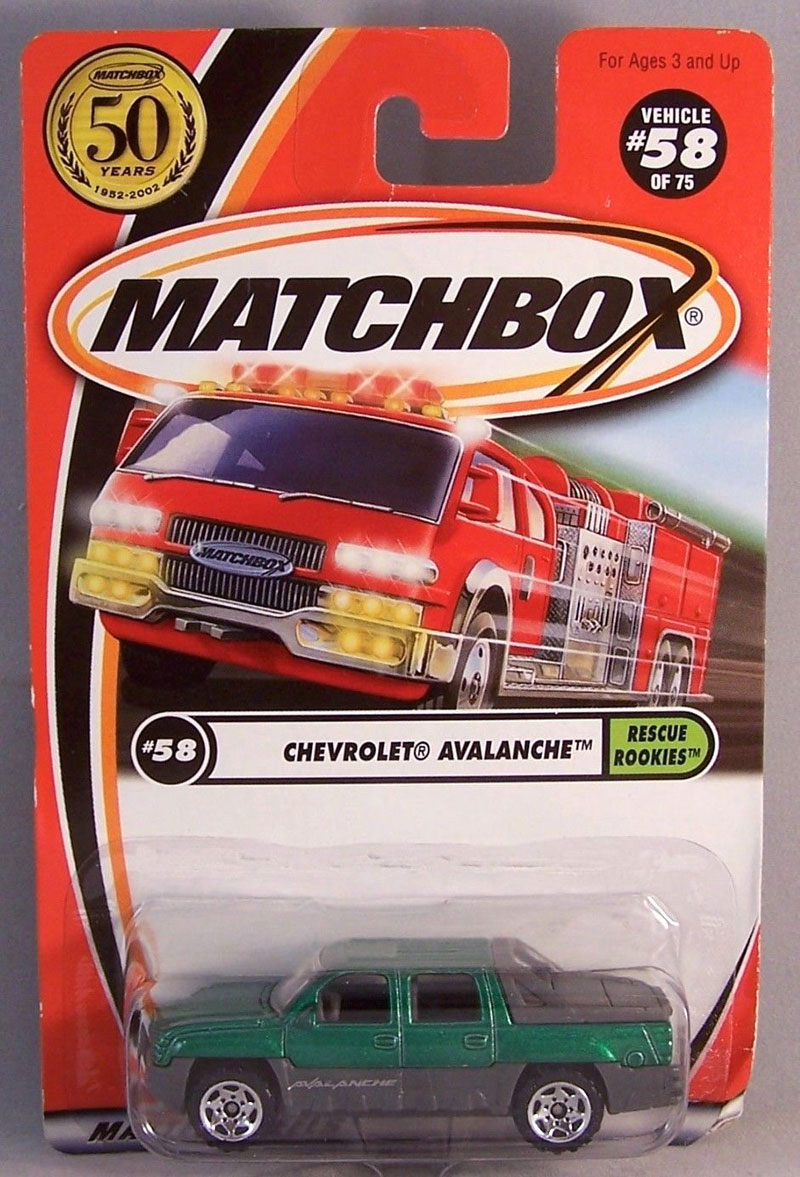 MATCHBOX
50
YEARS
1952-2002
For Ages 3 and Up
VEHICLE
#58
OF 75
MATCHBOX®
MATCHBOX
#58
CHEVROLET® AVALANCHE™
RESCUE
ROOKIES™
AVALANCHE